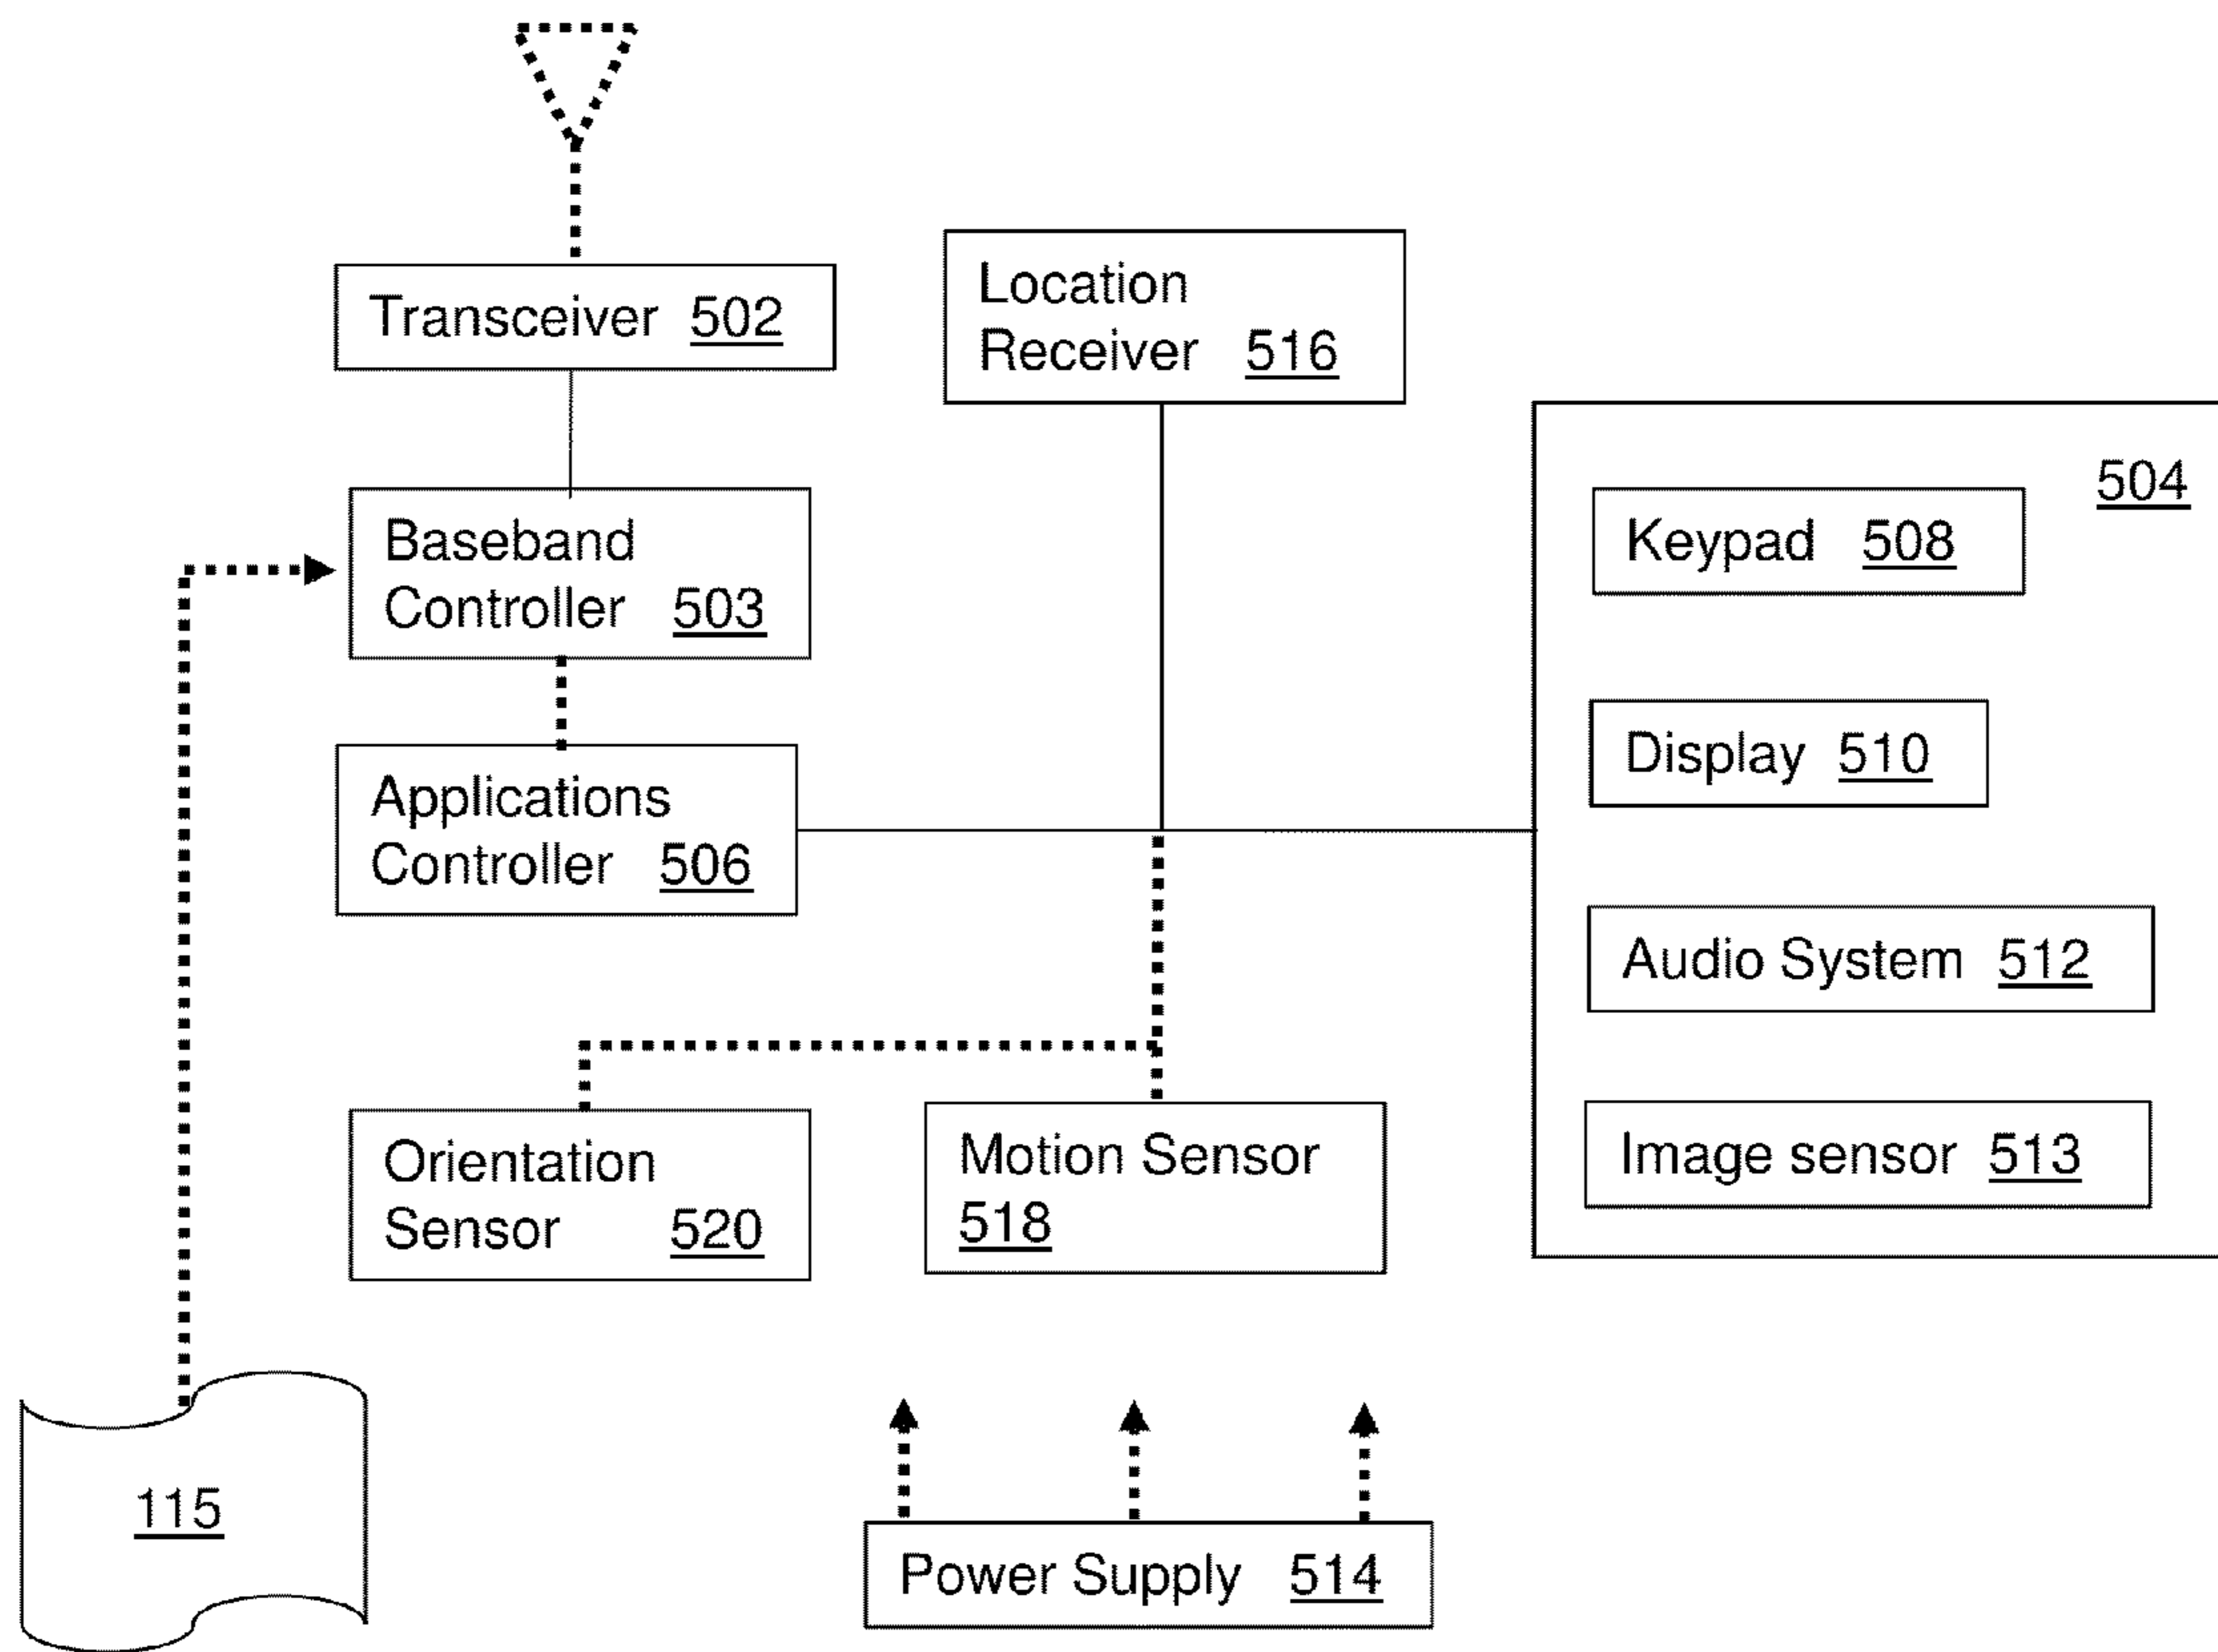 Transceiver 502
Location
Receiver 516
504
Baseband
Controller 503
Keypad 508
Applications
Controller 506
Display 510
Audio System 512
Orientation
Sensor 520
Motion Sensor
518
Image sensor 513
115
Power Supply 514